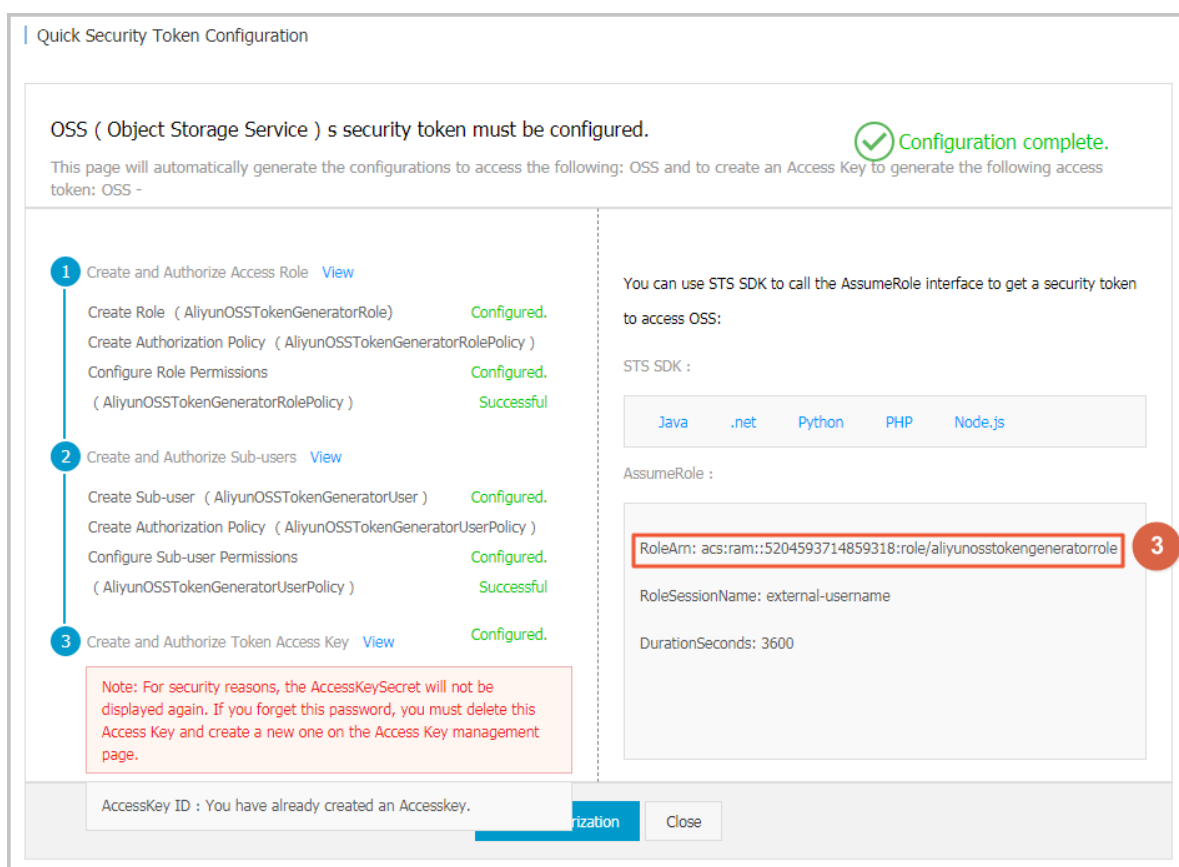 Quick Security Token Configuration
OSS ( Object Storage Service ) s security token must be configured.
Configuration complete.
This page will automatically generate the configurations to access the following: OSS and to create an Access Key to generate the following access
token: OSS -
1 Create and Authorize Access Role View
Create Role ( AliyunOSSTokenGeneratorRole) Configured.
Create Authorization Policy ( AliyunOSSTokenGeneratorRolePolicy )
Configure Role Permissions Configured.
( AliyunOSSTokenGeneratorRolePolicy ) Successful
2 Create and Authorize Sub-users View
Create Sub-user ( AliyunOSSTokenGeneratorUser ) Configured.
Create Authorization Policy ( AliyunOSSTokenGeneratorUserPolicy )
Configure Sub-user Permissions Configured.
( AliyunOSSTokenGeneratorUserPolicy ) Successful
3 Create and Authorize Token Access Key View Configured.
Note: For security reasons, the AccessKeySecret will not be
displayed again. If you forget this password, you must delete this
Access Key and create a new one on the Access Key management
page.
AccessKey ID : You have already created an Accesskey.
You can use STS SDK to call the AssumeRole interface to get a security token
to access OSS:
STS SDK :
Java .net Python PHP Node.js
AssumeRole :
RoleArn: acs:ram::5204593714859318:role/aliyunosstokengeneratorrole
3
RoleSessionName: external-username
DurationSeconds: 3600
rization
Close